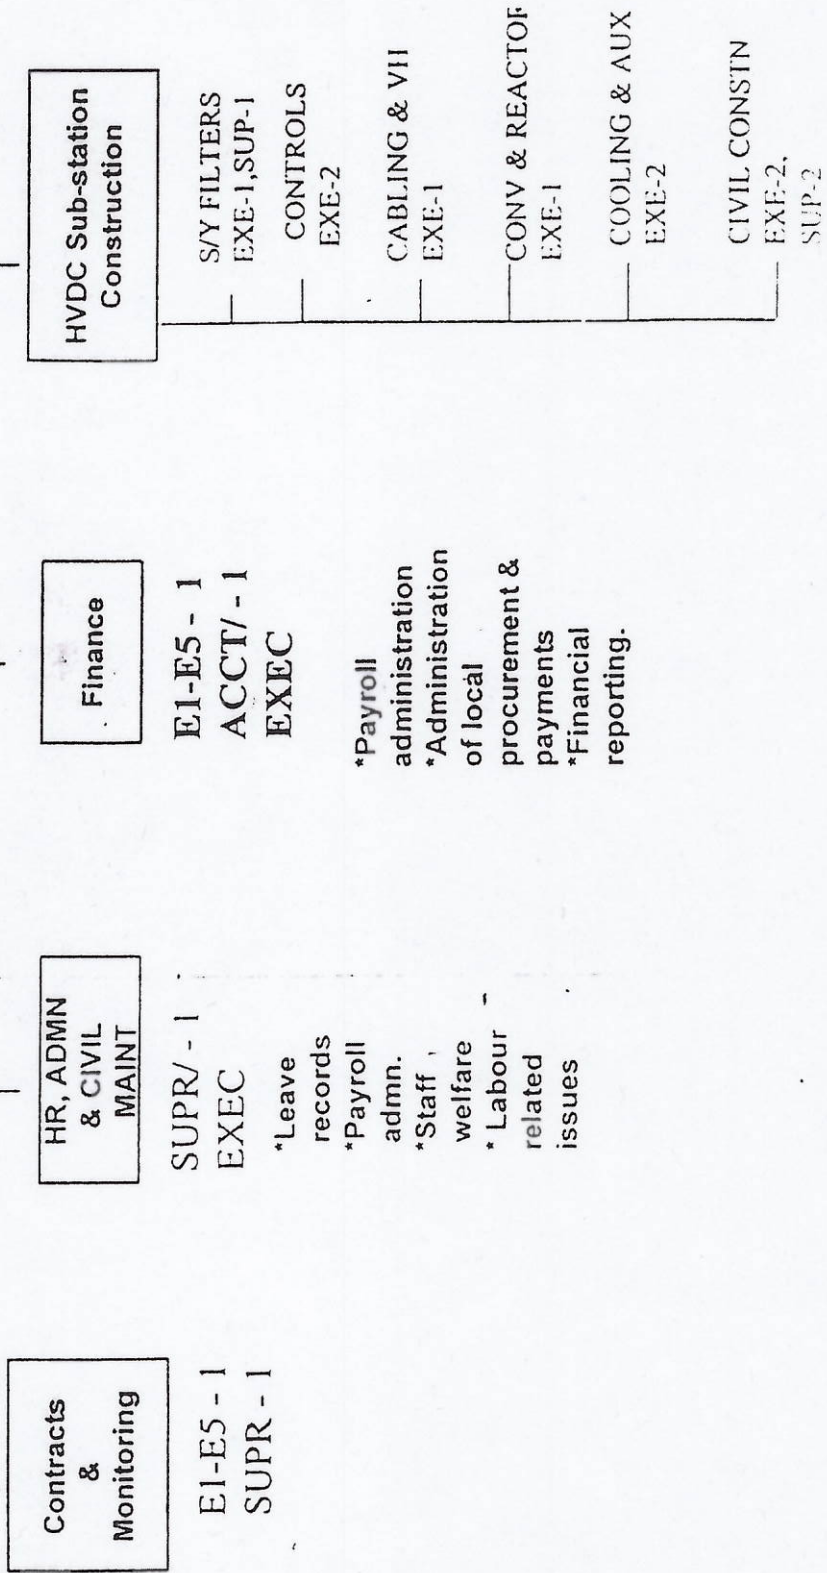 Contracts
&
Monitoring
E1-E5 - 1
SUPR - 1
HR, ADMN
& CIVIL
MAINT
SUPR/ - 1
EXEC
*Leave
records
*Payroll
admn.
*Staff
welfare
* Labour
related
issues
Finance
E1-E5 - 1
ACCT/ - 1
EXEC
*Payroll
administration
*Administration
of local
procurement &
payments
*Financial
reporting.
HVDC Sub-station
Construction
S/Y FILTERS
EXE-1,SUP-1
CONTROLS
EXE-2
CABLING &
EXE-1
CONV & REACTOR
EXE-1
COOLING & AUX
EXE-2
CIVIL CONSTN
EXE-2,
SUP-2